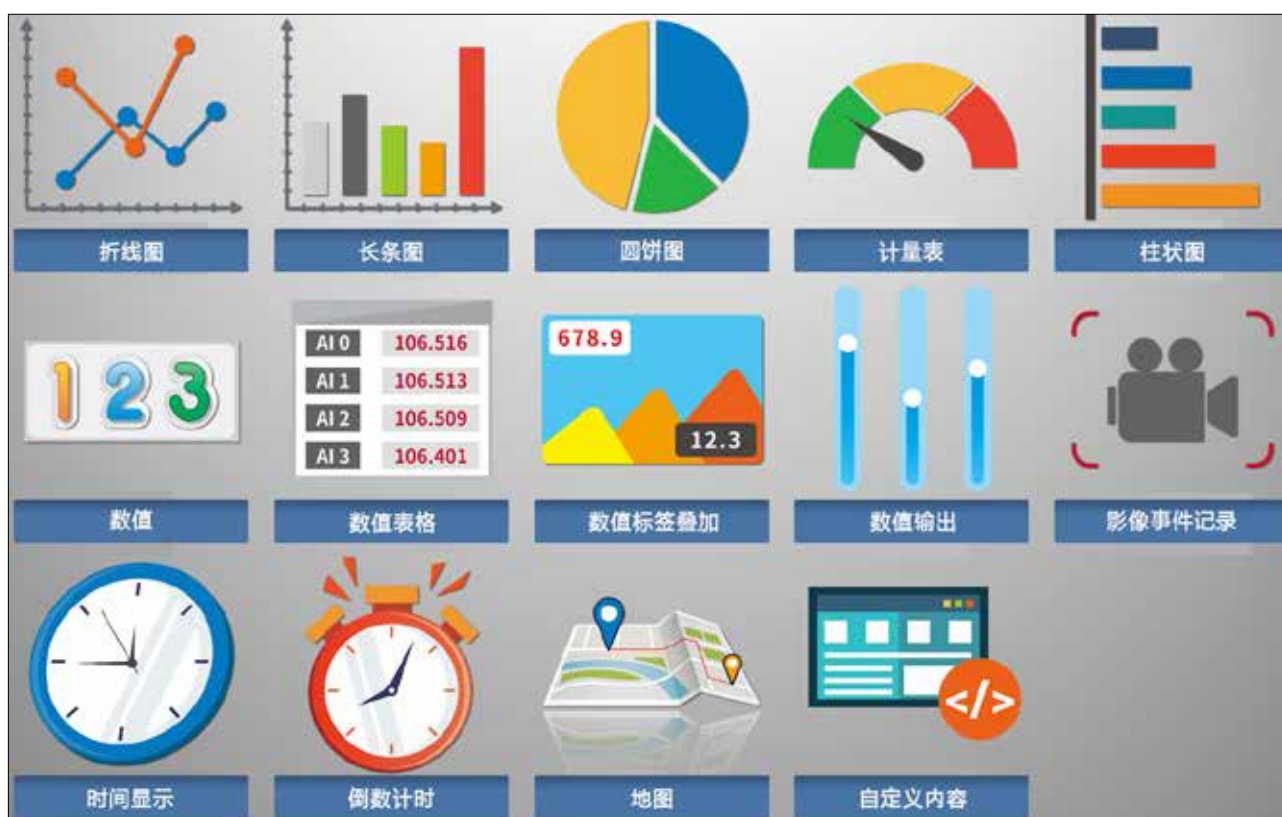 折线图
长条图
圆饼图
计量表
柱状图
1 2 3
AI 0 106.516
AI 1 106.513
AI 2 106.509
AI 3 106.401
678.9
12.3
数值
数值表格
数值标签叠加
数值输出
影像事件记录
</>
时间显示
倒数计时
地图
自定义内容